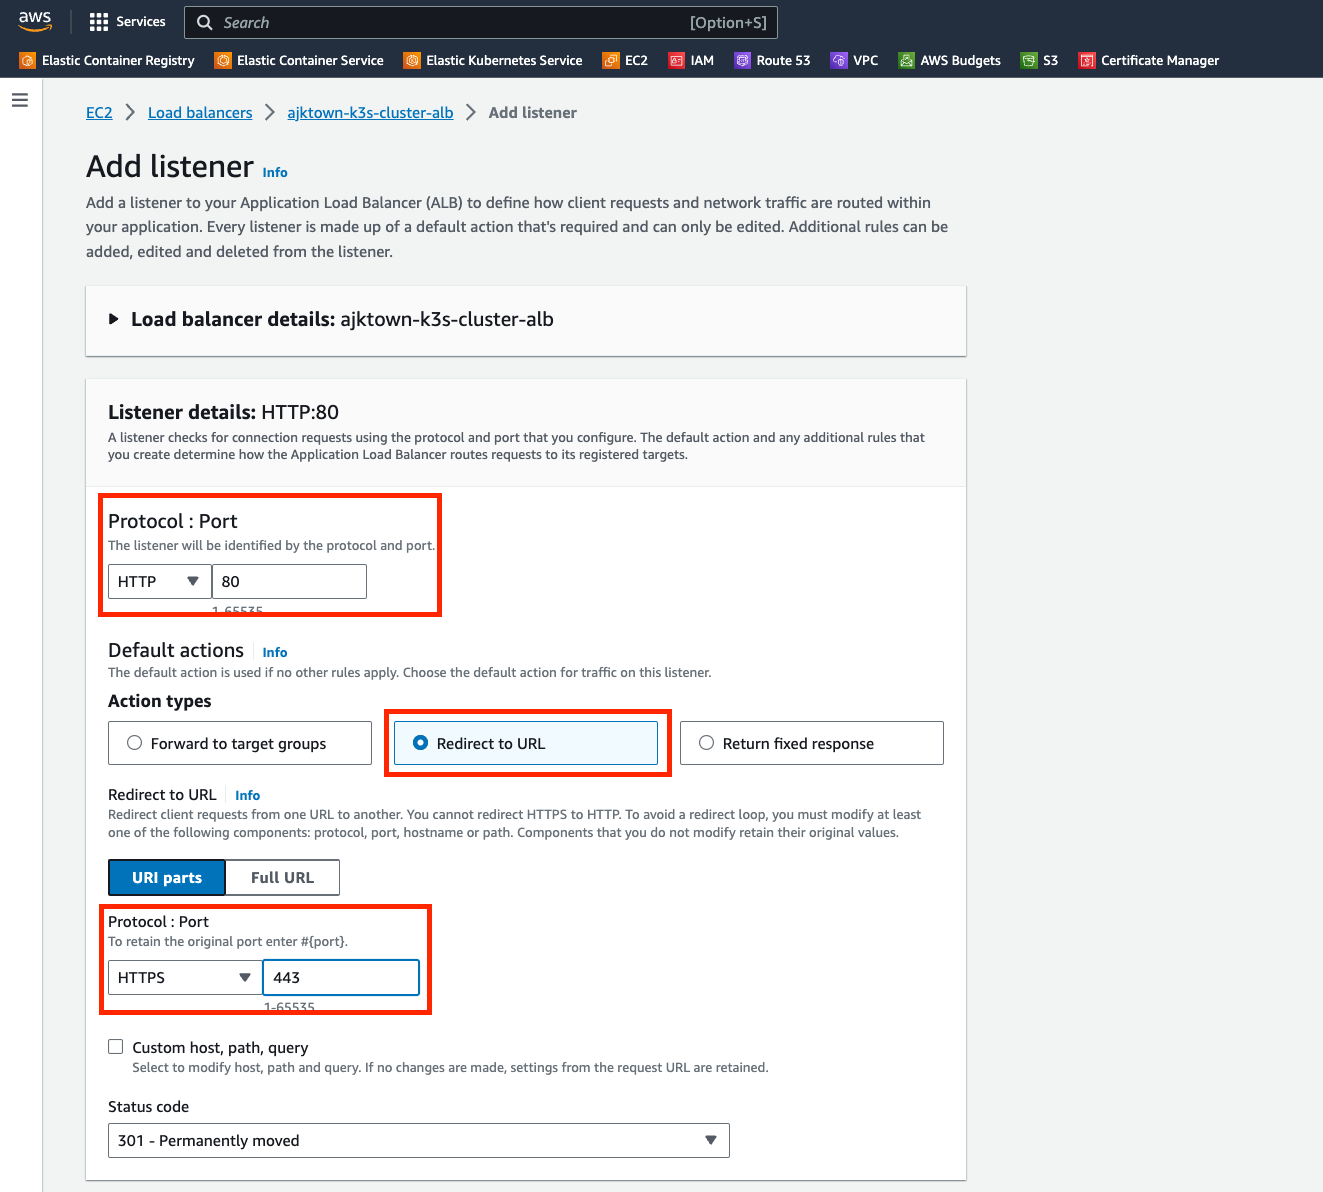 aws
Services
Search
[Option+S]
Elastic Container Registry
Elastic Container Service
Elastic Kubernetes Service
EC2
IAM
Route 53
VPC
AWS Budgets
S3
Certificate Manager
EC2 > Load balancers > ajktown-k3s-cluster-alb > Add listener
Add listener Info
Add a listener to your Application Load Balancer (ALB) to define how client requests and network traffic are routed within
your application. Every listener is made up of a default action that's required and can only be edited. Additional rules can be
added, edited and deleted from the listener.
Load balancer details: ajktown-k3s-cluster-alb
Listener details: HTTP:80
A listener checks for connection requests using the protocol and port that you configure. The default action and any additional rules that
you create determine how the Application Load Balancer routes requests to its registered targets.
Protocol : Port
The listener will be identified by the protocol and port.
HTTP
80
1-65535
Default actions Info
The default action is used if no other rules apply. Choose the default action for traffic on this listener.
Action types
Forward to target groups
Redirect to URL
Return fixed response
Redirect to URL Info
Redirect client requests from one URL to another. You cannot redirect HTTPS to HTTP. To avoid a redirect loop, you must modify at least
one of the following components: protocol, port, hostname or path. Components that you do not modify retain their original values.
URI parts
Full URL
Protocol : Port
To retain the original port enter #{port}.
HTTPS
443
1-65535
Custom host, path, query
Select to modify host, path and query. If no changes are made, settings from the request URL are retained.
Status code
301 - Permanently moved